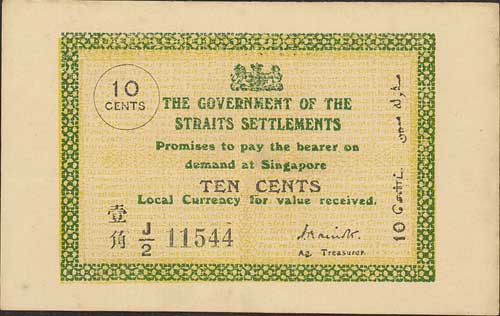 10
CENTS
THE GOVERNMENT OF THE
STRAITS SETTLEMENTS
Promises to pay the bearer on
demand at Singapore
TEN CENTS
Local Currency for value received.
壹角
J/2 11544
Ag. Treasurer.
10